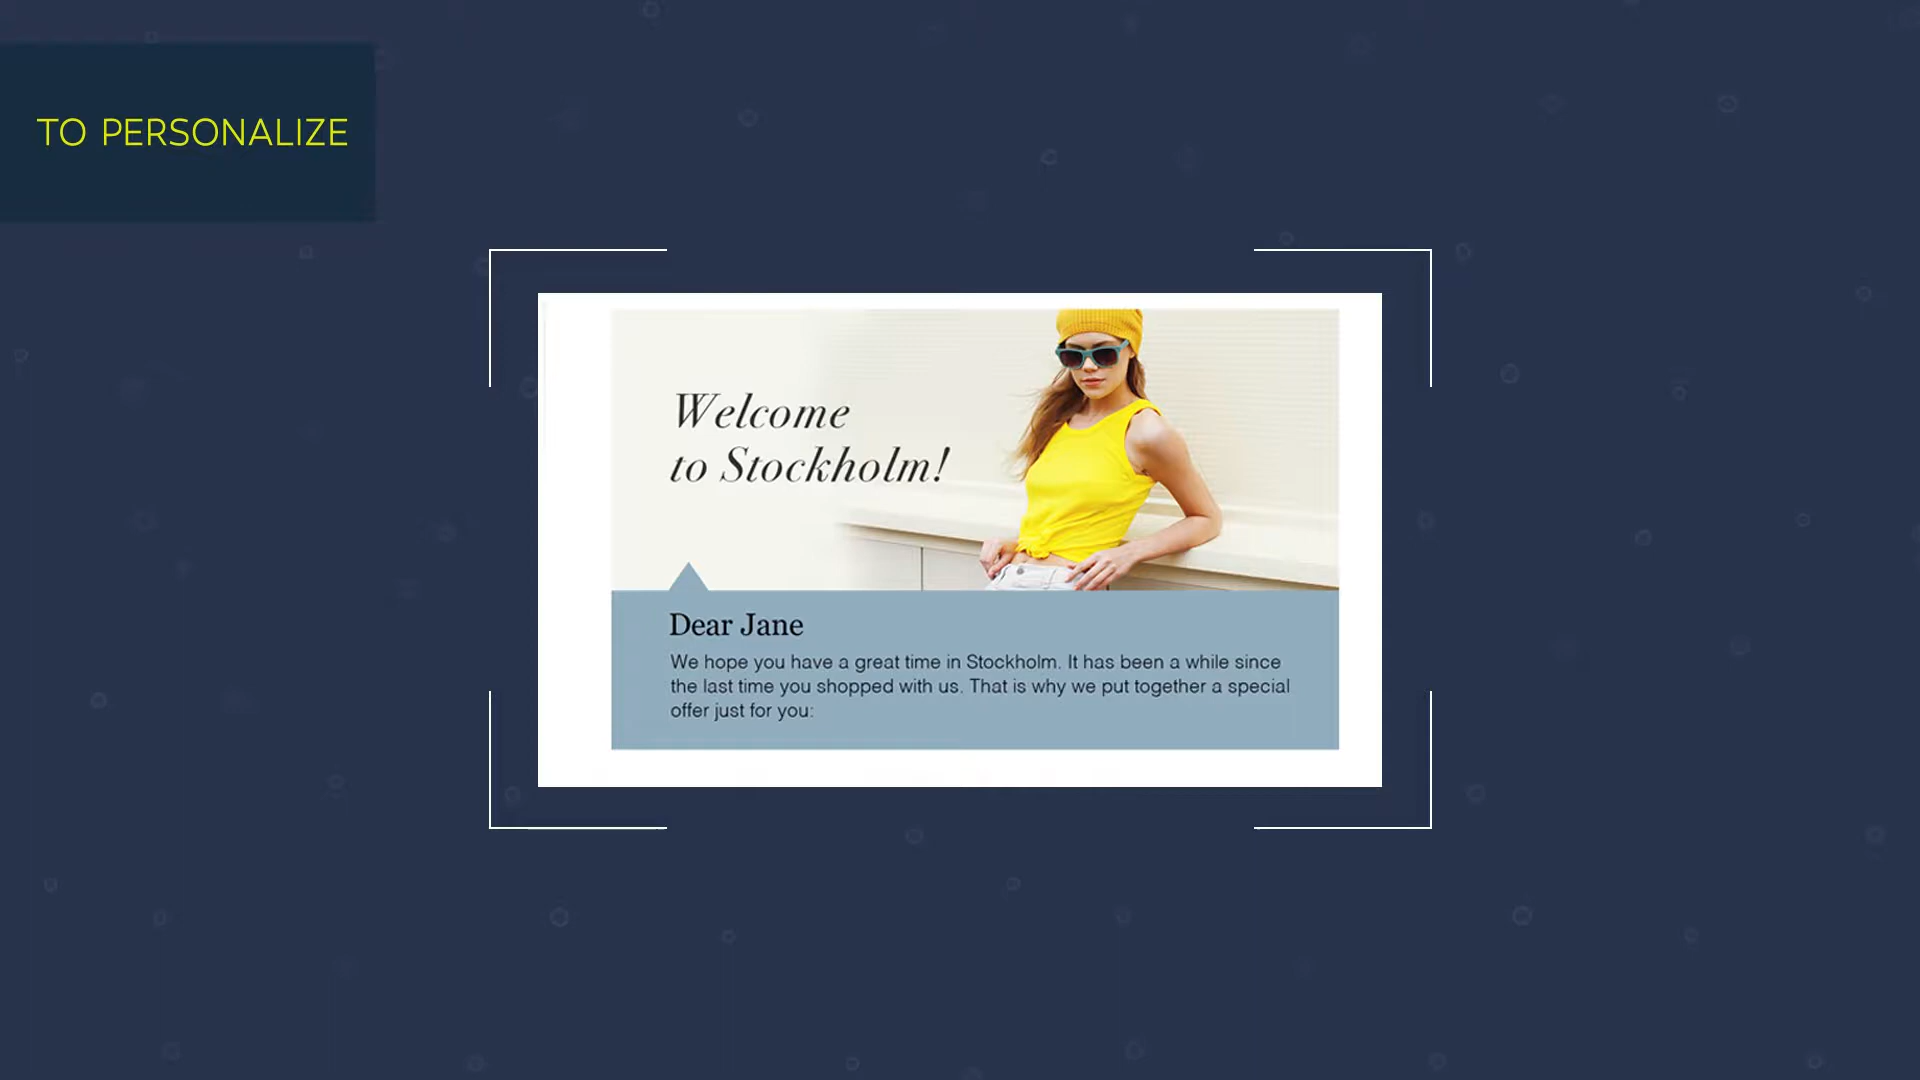 TO PERSONALIZE
Welcome
to Stockholm!
Dear Jane
We hope you have a great time in Stockholm. It has been a while since
the last time you shopped with us. That is why we put together a special
offer just for you: